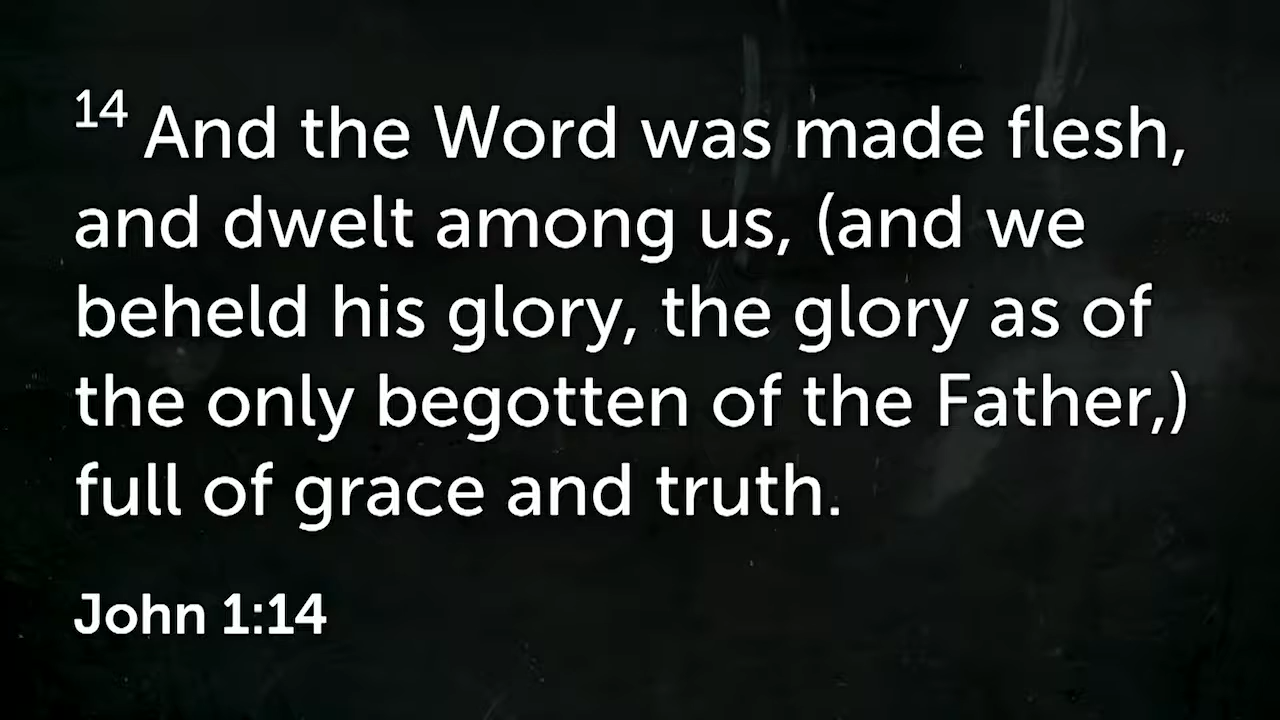 14 And the Word was made flesh,
and dwelt among us, (and we
beheld his glory, the glory as of
the only begotten of the Father,)
full of grace and truth.
John 1:14